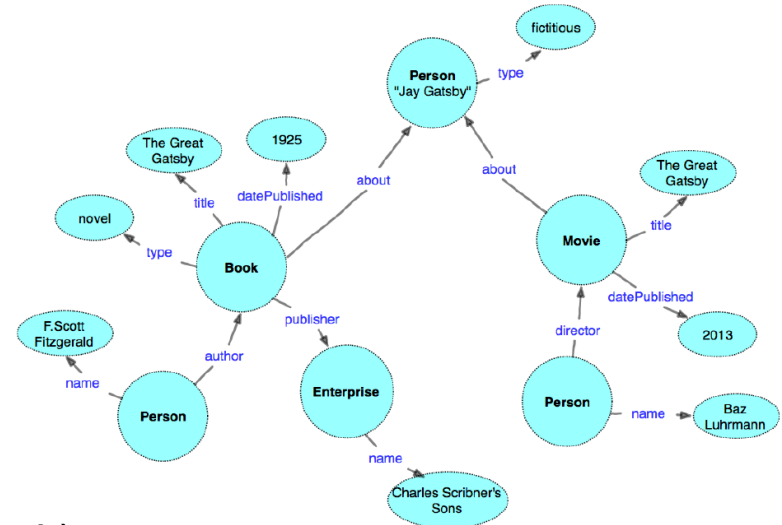 fictitious
type
Person
"Jay Gatsby"
1925
The Great
Gatsby
about
about
The Great
Gatsby
datePublished
title
novel
title
type
Book
Movie
datePublished
publisher
F.Scott
Fitzgerald
director
2013
author
name
Enterprise
Person
Person
name
Baz
Luhrmann
name
Charles Scribner's
Sons